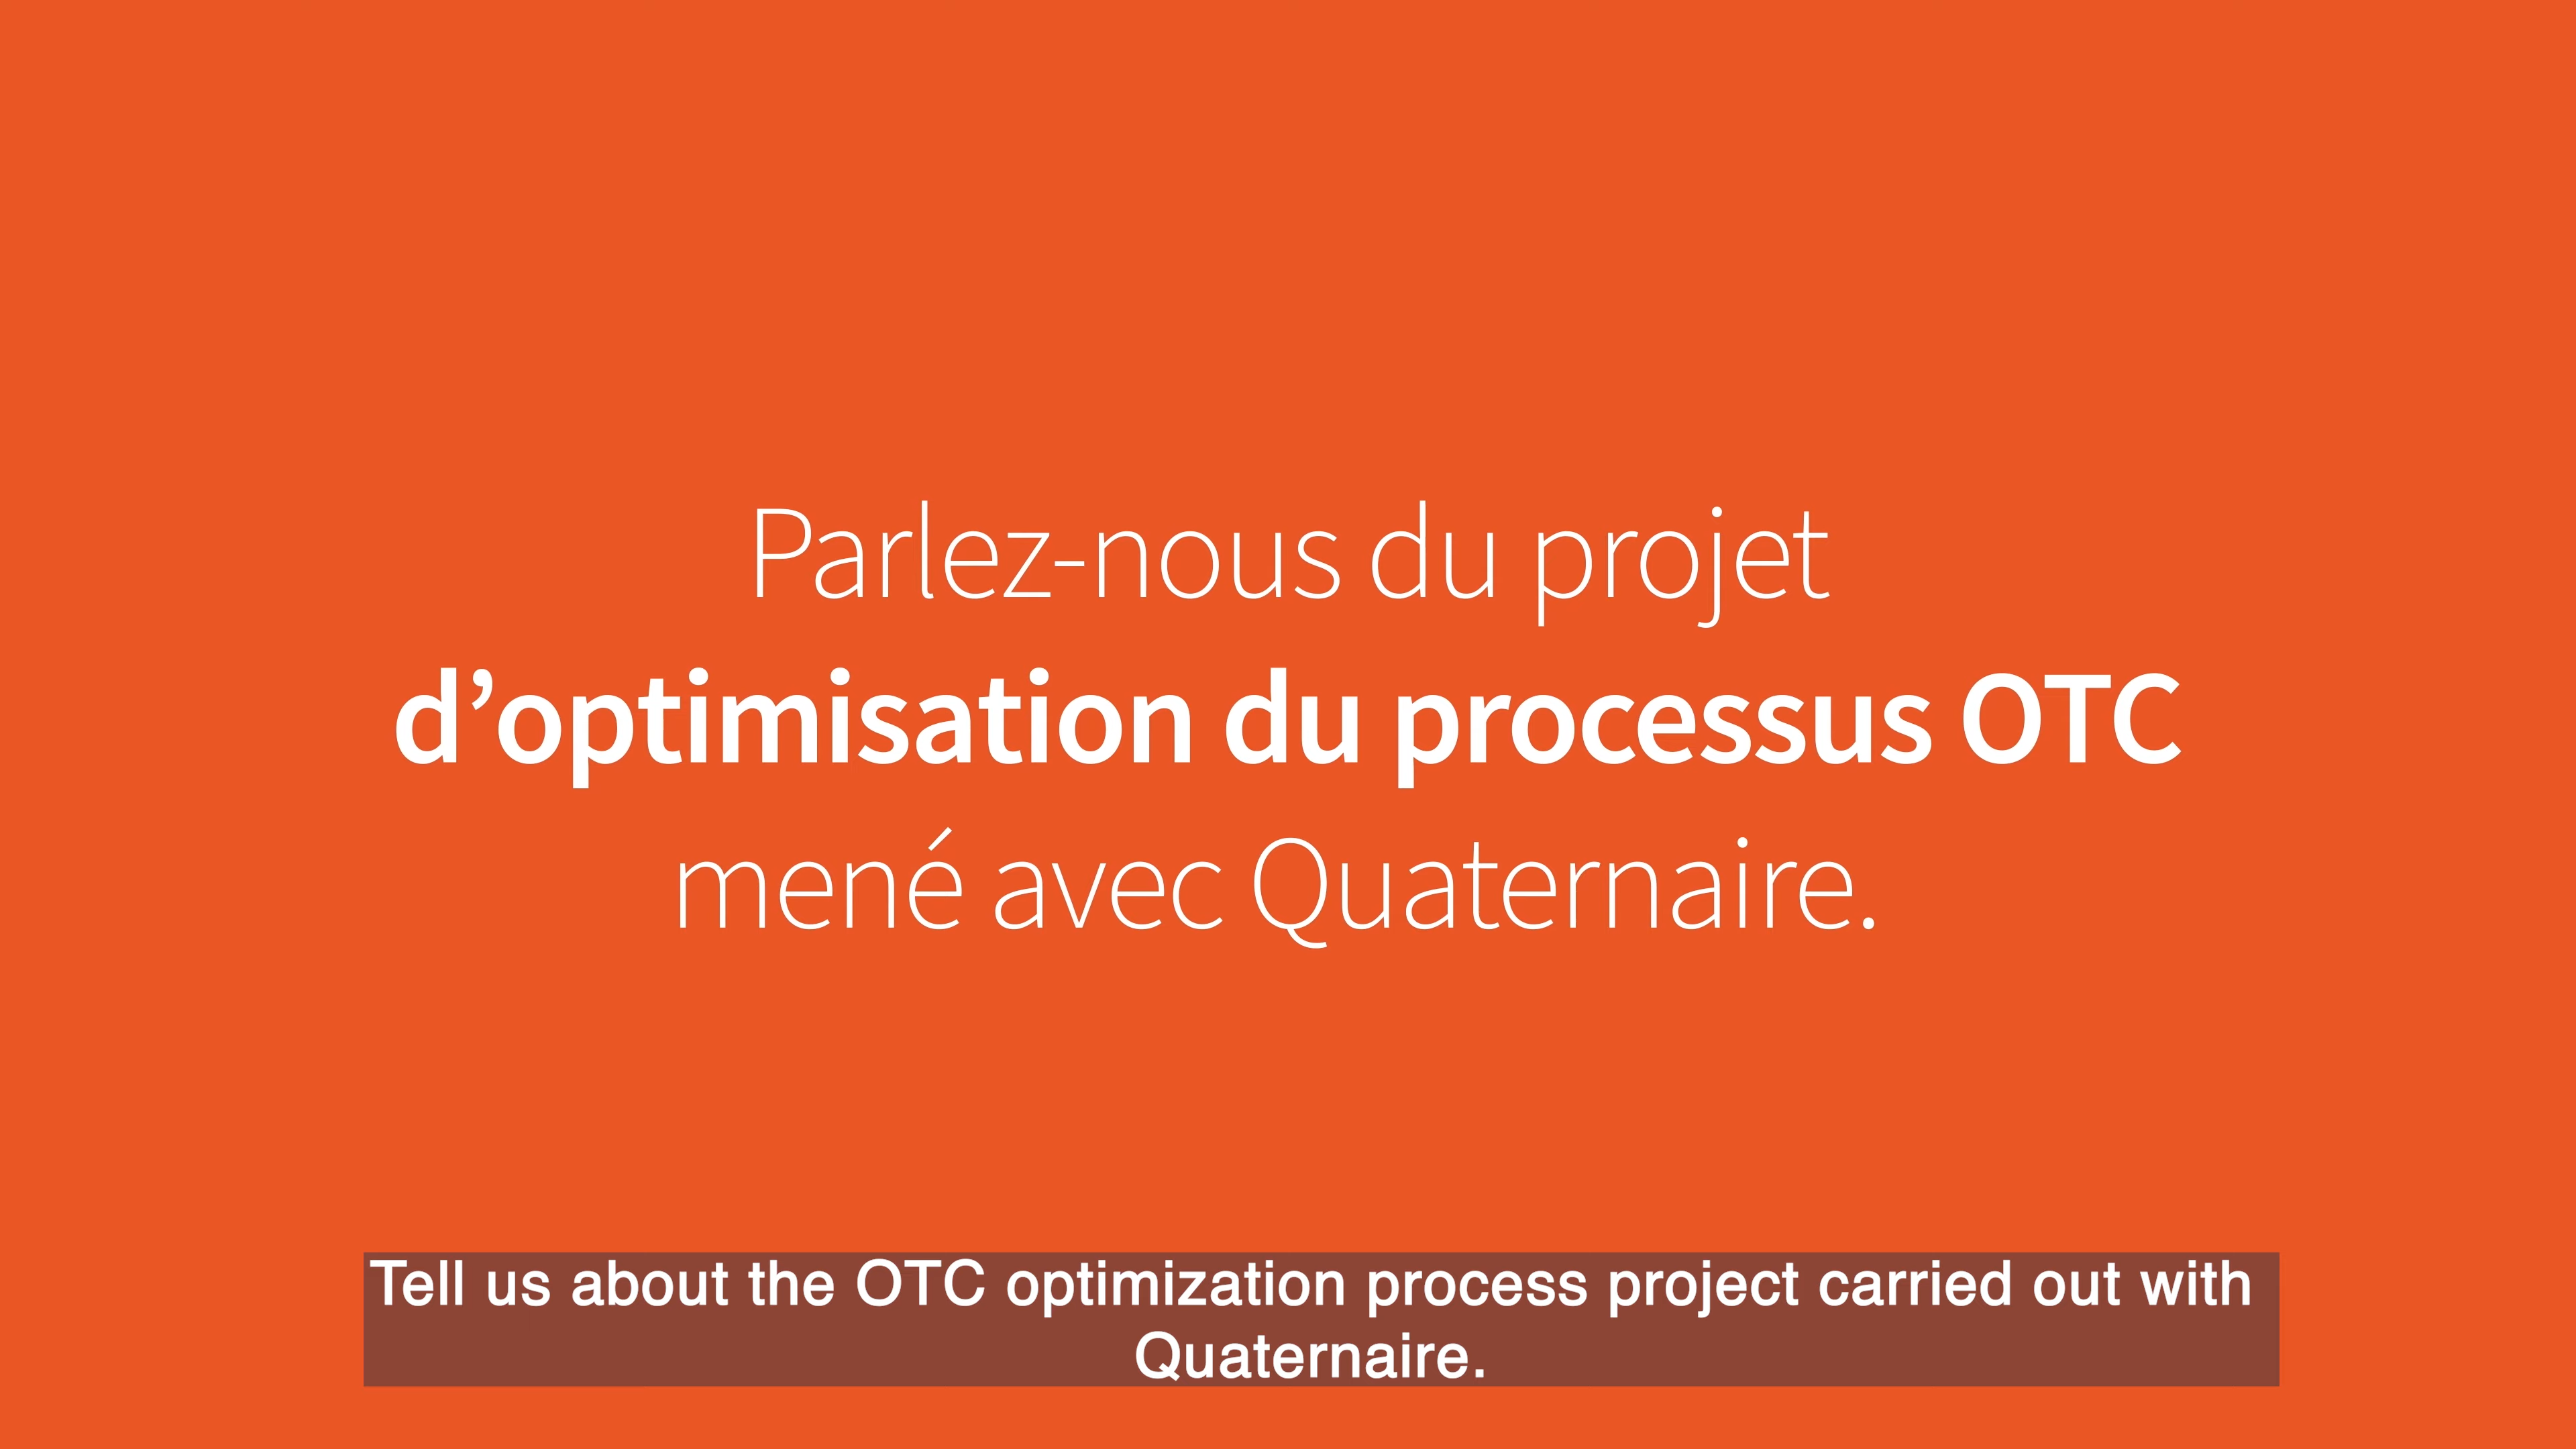 Parlez-nous du projet
d’optimisation du processus OTC
mené avec Quaternaire.
Tell us about the OTC optimization process project carried out with
Quaternaire.